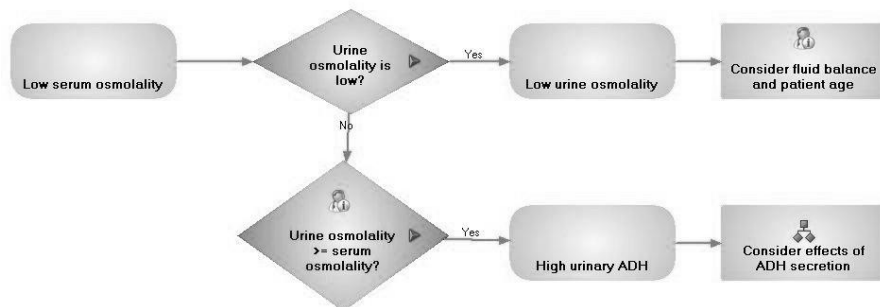 Low serum osmolality
Urine
osmolality is
low?
Yes
Low urine osmolality
Consider fluid balance
and patient age
No
Urine osmolality
>= serum
osmolality?
Yes
High urinary ADH
Consider effects of
ADH secretion